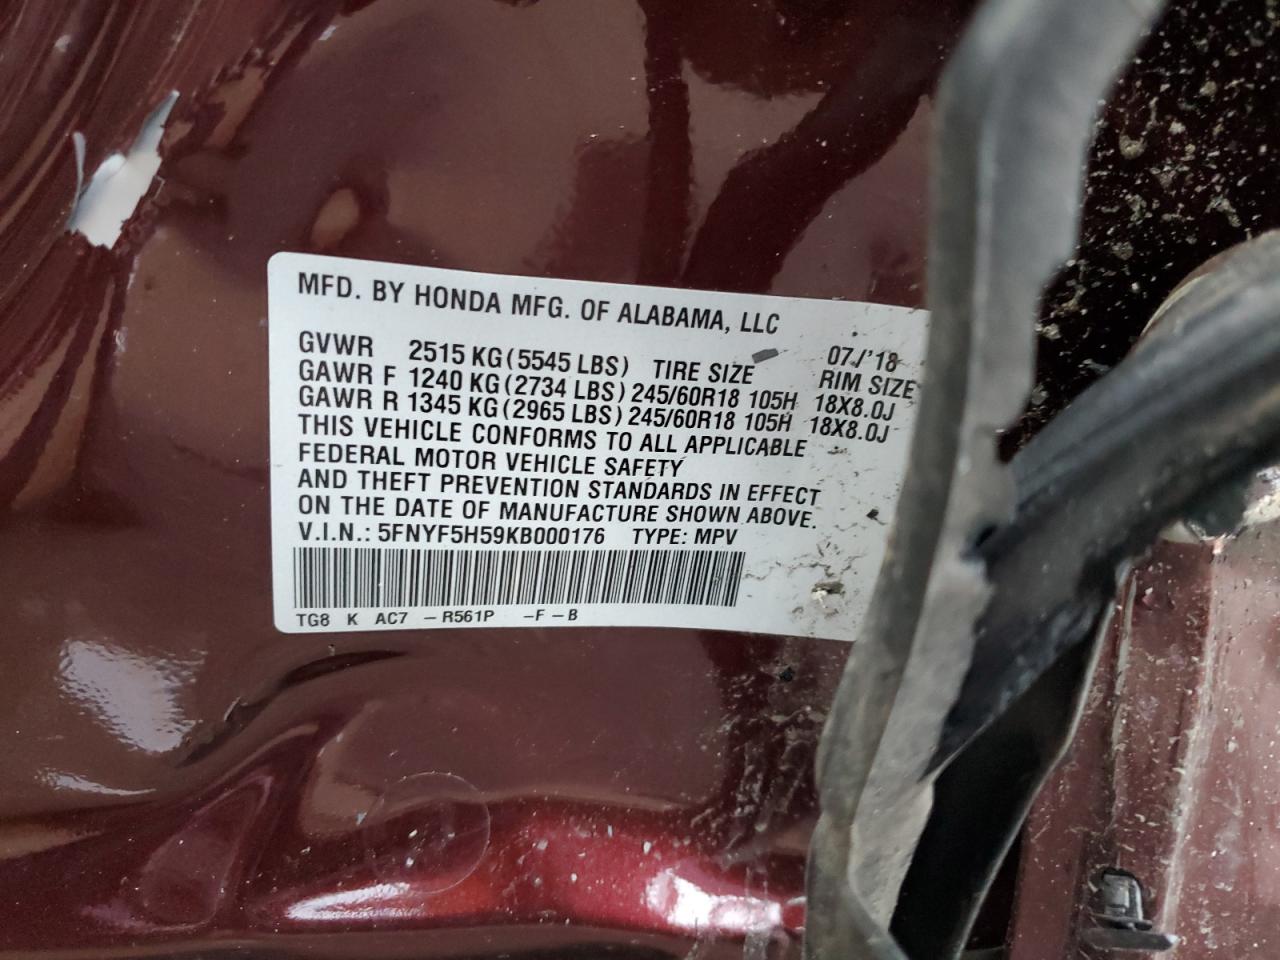 MFD. BY HONDA MFG. OF ALABAMA, LLC
07/'18
GVWR 2515 KG (5545 LBS) TIRE SIZE RIM SIZE
GAWR F 1240 KG (2734 LBS) 245/60R18 105H 18X8.0J
GAWR R 1345 KG (2965 LBS) 245/60R18 105H 18X8.0J
THIS VEHICLE CONFORMS TO ALL APPLICABLE
FEDERAL MOTOR VEHICLE SAFETY
AND THEFT PREVENTION STANDARDS IN EFFECT
ON THE DATE OF MANUFACTURE SHOWN ABOVE.
V.I.N.: 5FNYF5H59KB000176 TYPE: MPV
TG8 K AC7 – R561P – F – B